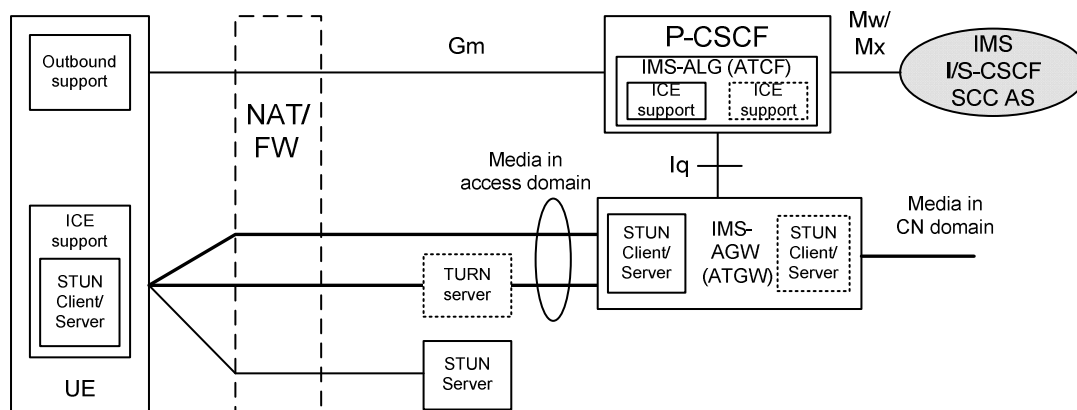 Outbound
support
ICE
support
STUN
Client/
Server
UE
NAT/
FW
Gm
P-CSCF
IMS-ALG (ATCF)
ICE
support
ICE
support
Mw/
Mx
IMS
I/S-CSCF
SCC AS
Iq
Media in
access domain
STUN
Client/
Server
IMS-
AGW
(ATGW)
STUN
Client/
Server
Media in
CN domain
TURN
server
STUN
Server